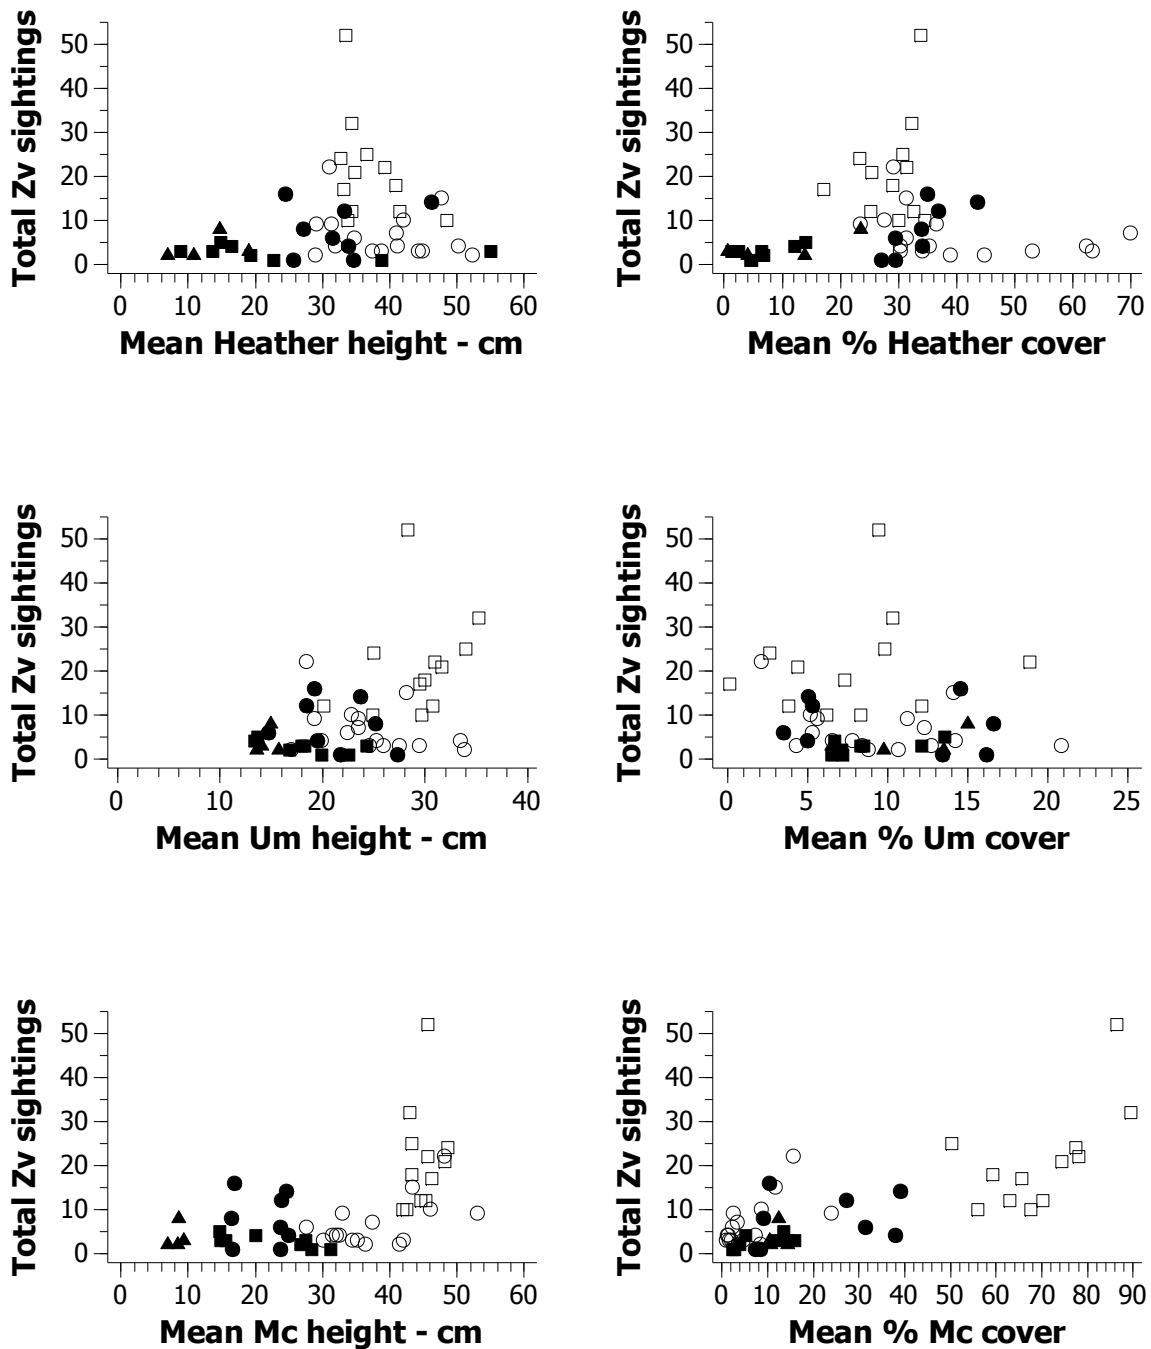 Total Zv sightings
50
40
30
20
10
0
0 10 20 30 40 50 60
Mean Heather height - cm
Total Zv sightings
50
40
30
20
10
0
0 10 20 30 40 50 60 70
Mean % Heather cover
Total Zv sightings
50
40
30
20
10
0
0 10 20 30 40
Mean Um height - cm
Total Zv sightings
50
40
30
20
10
0
0 5 10 15 20 25
Mean % Um cover
Total Zv sightings
50
40
30
20
10
0
0 10 20 30 40 50 60
Mean Mc height - cm
Total Zv sightings
50
40
30
20
10
0
0 10 20 30 40 50 60 70 80 90
Mean % Mc cover